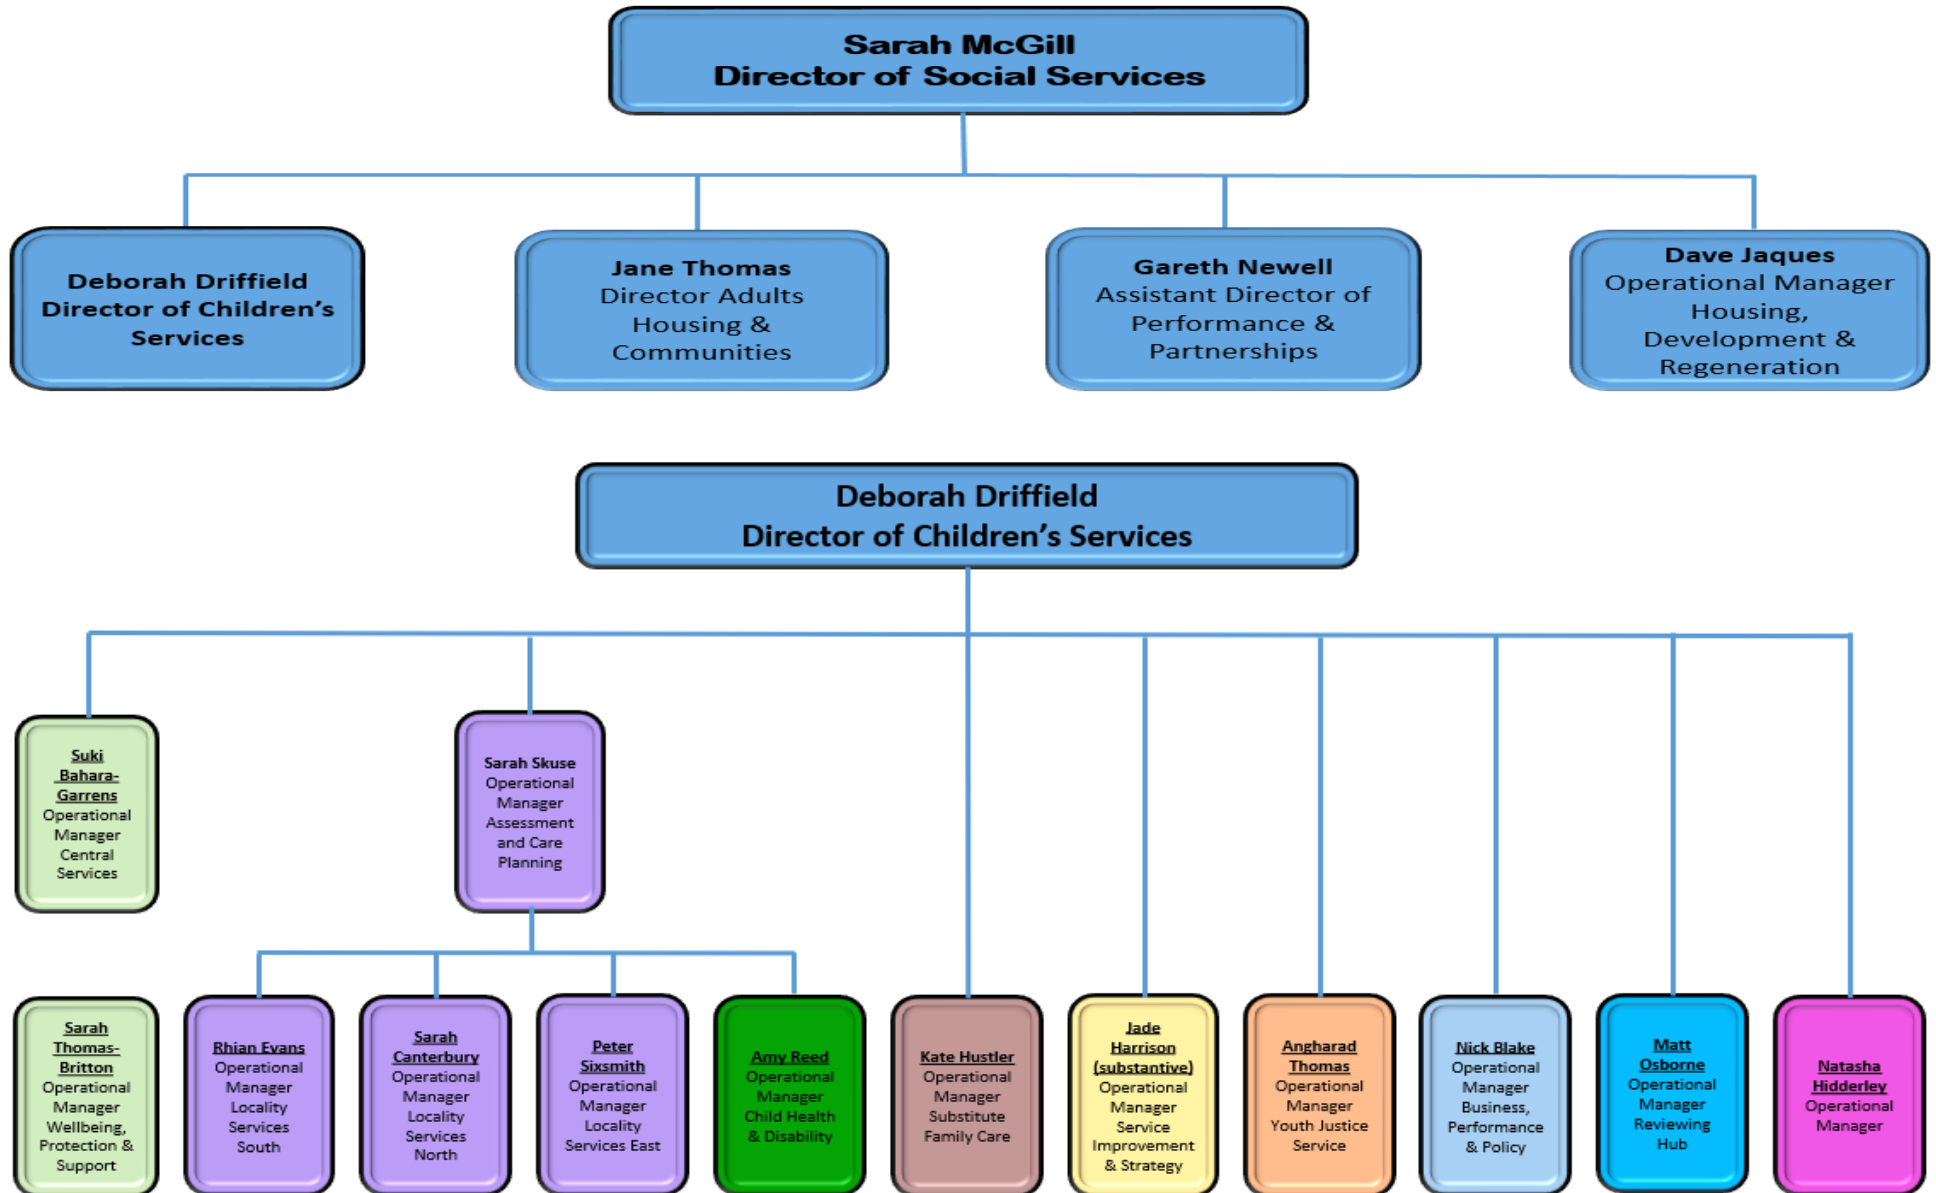 Sarah McGill
Director of Social Services
Deborah Driffield
Director of Children’s
Services
Jane Thomas
Director Adults
Housing &
Communities
Gareth Newell
Assistant Director of
Performance &
Partnerships
Dave Jaques
Operational Manager
Housing,
Development &
Regeneration
Deborah Driffield
Director of Children’s Services
Suki
Bahara-
Garrens
Operational
Manager
Central
Services
Sarah Skuse
Operational
Manager
Assessment
and Care
Planning
Sarah
Thomas-
Britton
Operational
Manager
Wellbeing,
Protection &
Support
Rhian Evans
Operational
Manager
Locality
Services
South
Sarah
Canterbury
Operational
Manager
Locality
Services
North
Peter
Sixsmith
Operational
Manager
Locality
Services East
Amy Reed
Operational
Manager
Child Health
& Disability
Kate Hustler
Operational
Manager
Substitute
Family Care
Jade
Harrison
(substantive)
Operational
Manager
Service
Improvement
& Strategy
Angharad
Thomas
Operational
Manager
Youth Justice
Service
Nick Blake
Operational
Manager
Business,
Performance
& Policy
Matt
Osborne
Operational
Manager
Reviewing
Hub
Natasha
Hidderley
Operational
Manager